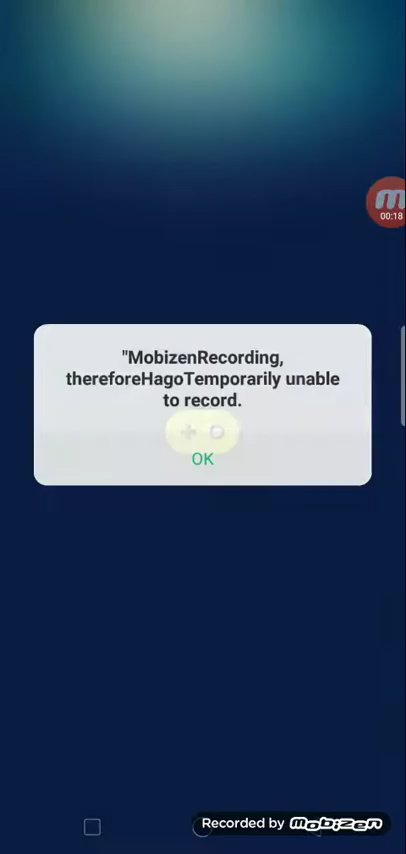 00:18
"MobizenRecording,
thereforeHagoTemporarily unable
to record.
OK
Recorded by Mobizen